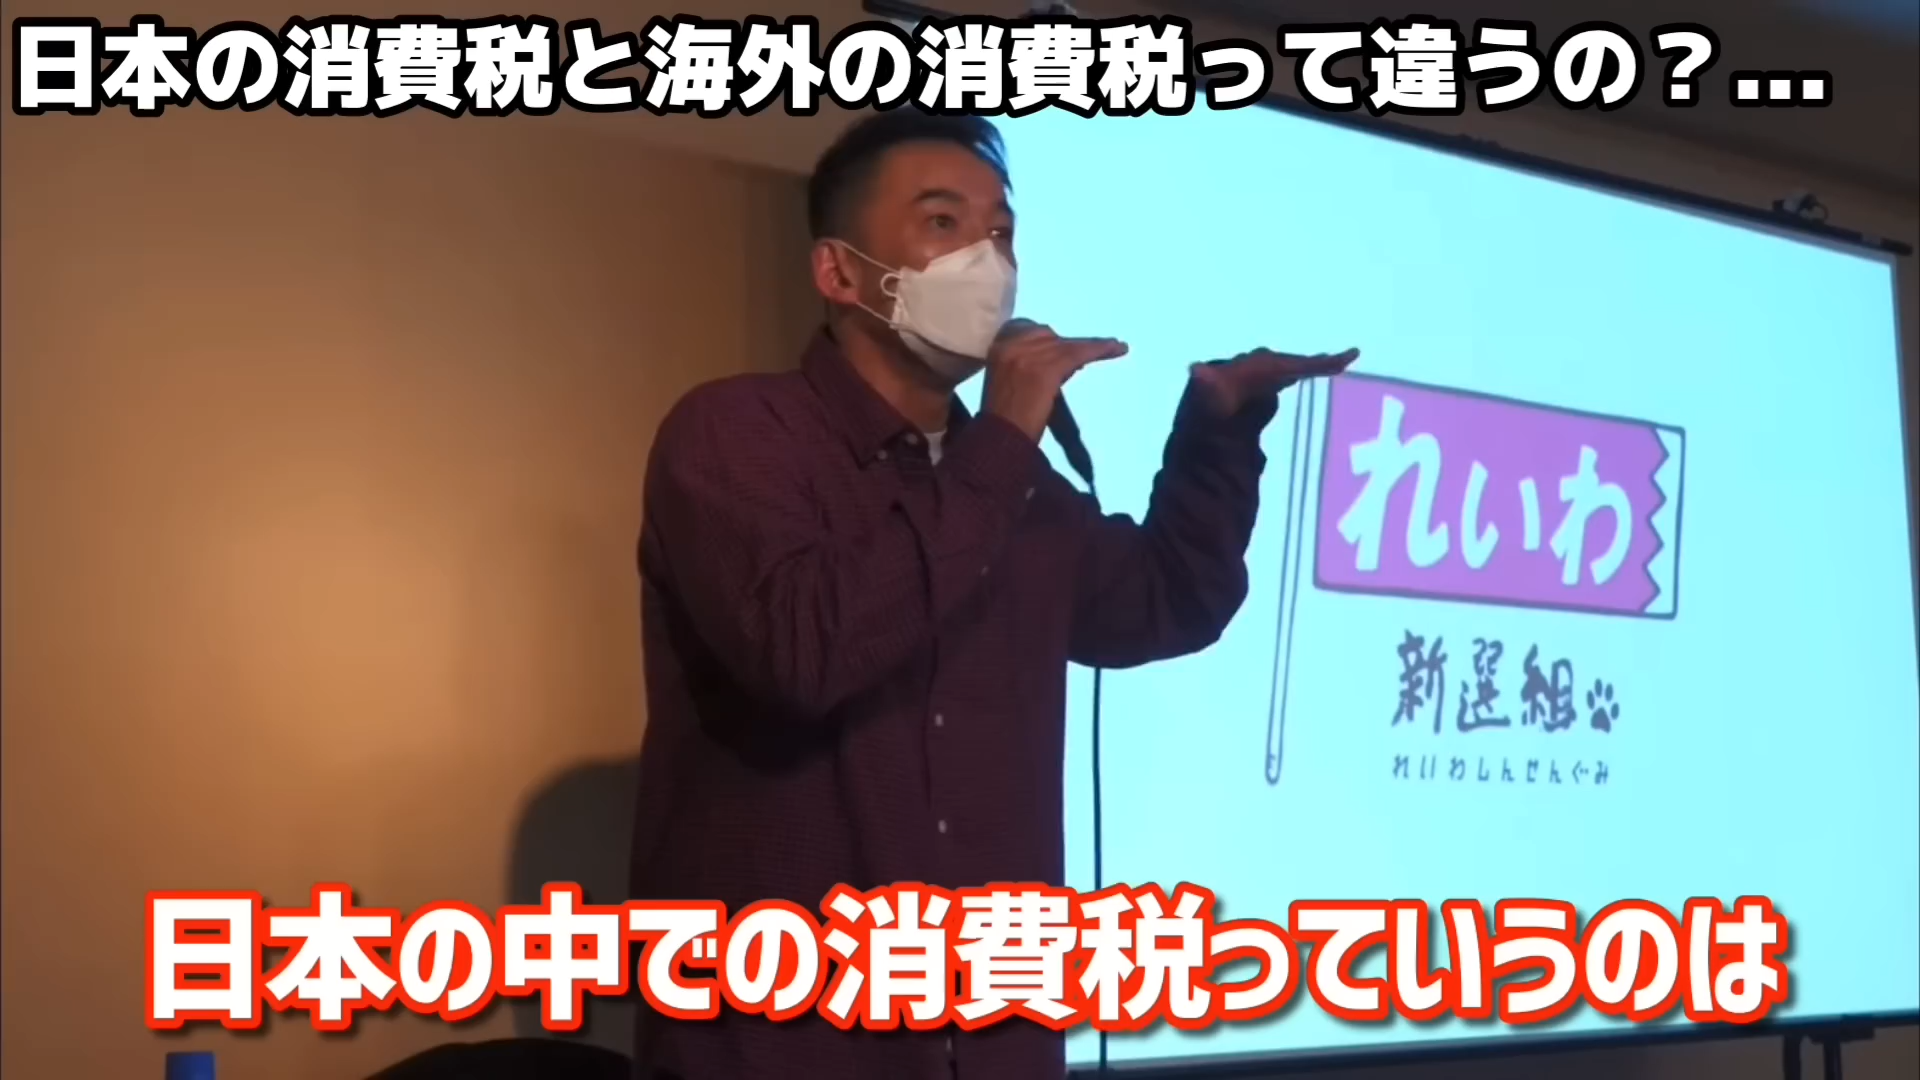 日本の消費税と海外の消費税って違うの？...
れいわ
新選組
れいわしんせんぐみ
日本の中での消費税っていうのは